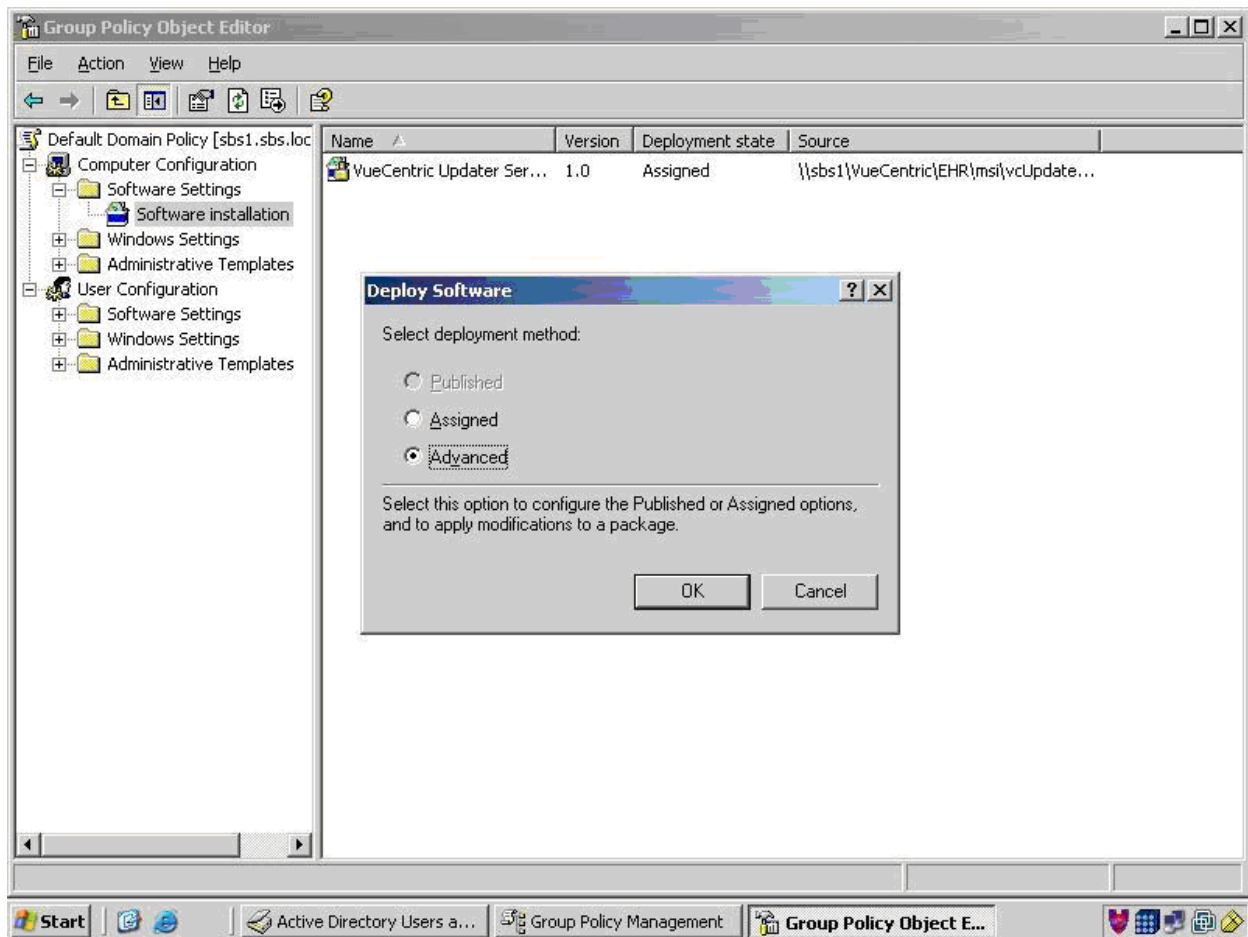 Group Policy Object Editor
File Action View Help
Default Domain Policy [sbs1.sbs.loc
Computer Configuration
Software Settings
Software installation
Windows Settings
Administrative Templates
User Configuration
Software Settings
Windows Settings
Administrative Templates
Name Version Deployment state Source
VueCentric Updater Ser... 1.0 Assigned \\sbs1\VueCentric\EHR\msi\vcUpdate...
Deploy Software
Select deployment method:
Published
Assigned
Advanced
Select this option to configure the Published or Assigned options,
and to apply modifications to a package.
OK Cancel
Start Active Directory Users a... Group Policy Management Group Policy Object E...